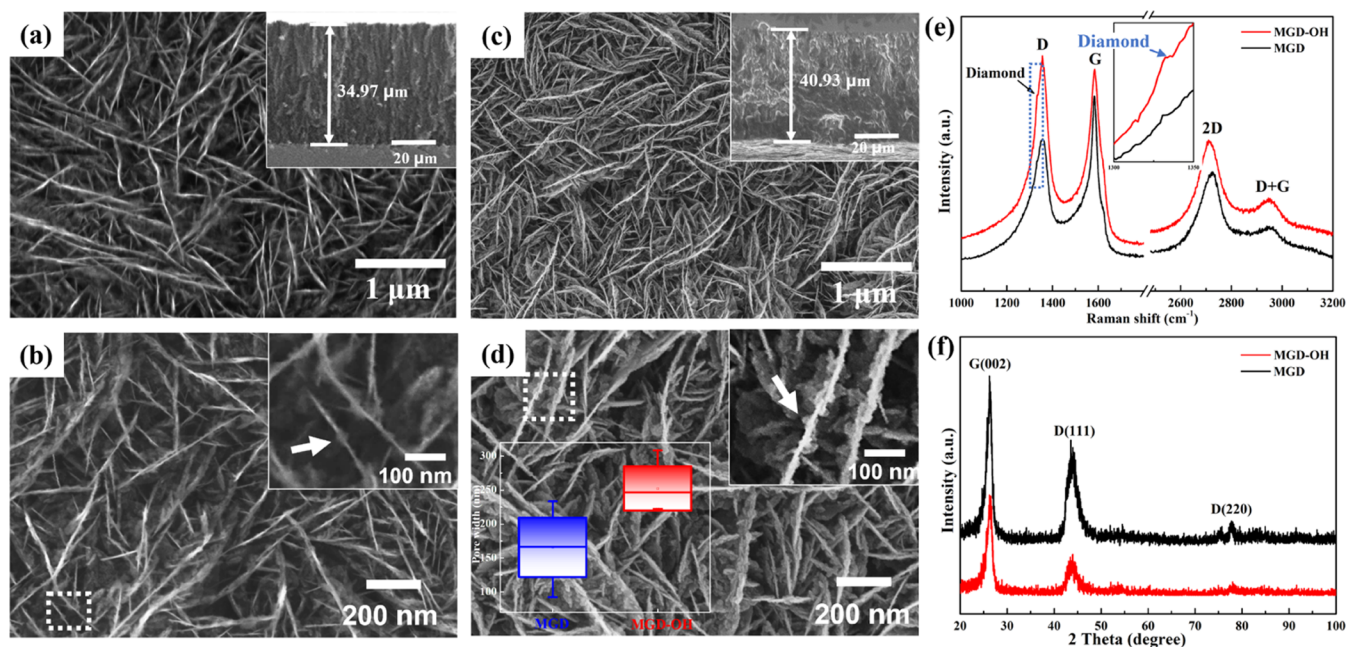 (a)
34.97 µm
20 µm
1 µm
(c)
40.93 µm
20 µm
1 µm
(b)
100 nm
200 nm
(d)
100 nm
300
250
200
150
100
Pore width (nm)
MGD
MGD-OH
200 nm
(e)
MGD-OH
MGD
D
G
Diamond
Diamond
1300
1350
2D
D+G
Intensity (a.u.)
1000
1200
1400
1600
2600
2800
3000
3200
Raman shift (cm⁻¹)
(f)
MGD-OH
MGD
G(002)
D(111)
D(220)
Intensity (a.u.)
20
30
40
50
60
70
80
90
100
2 Theta (degree)